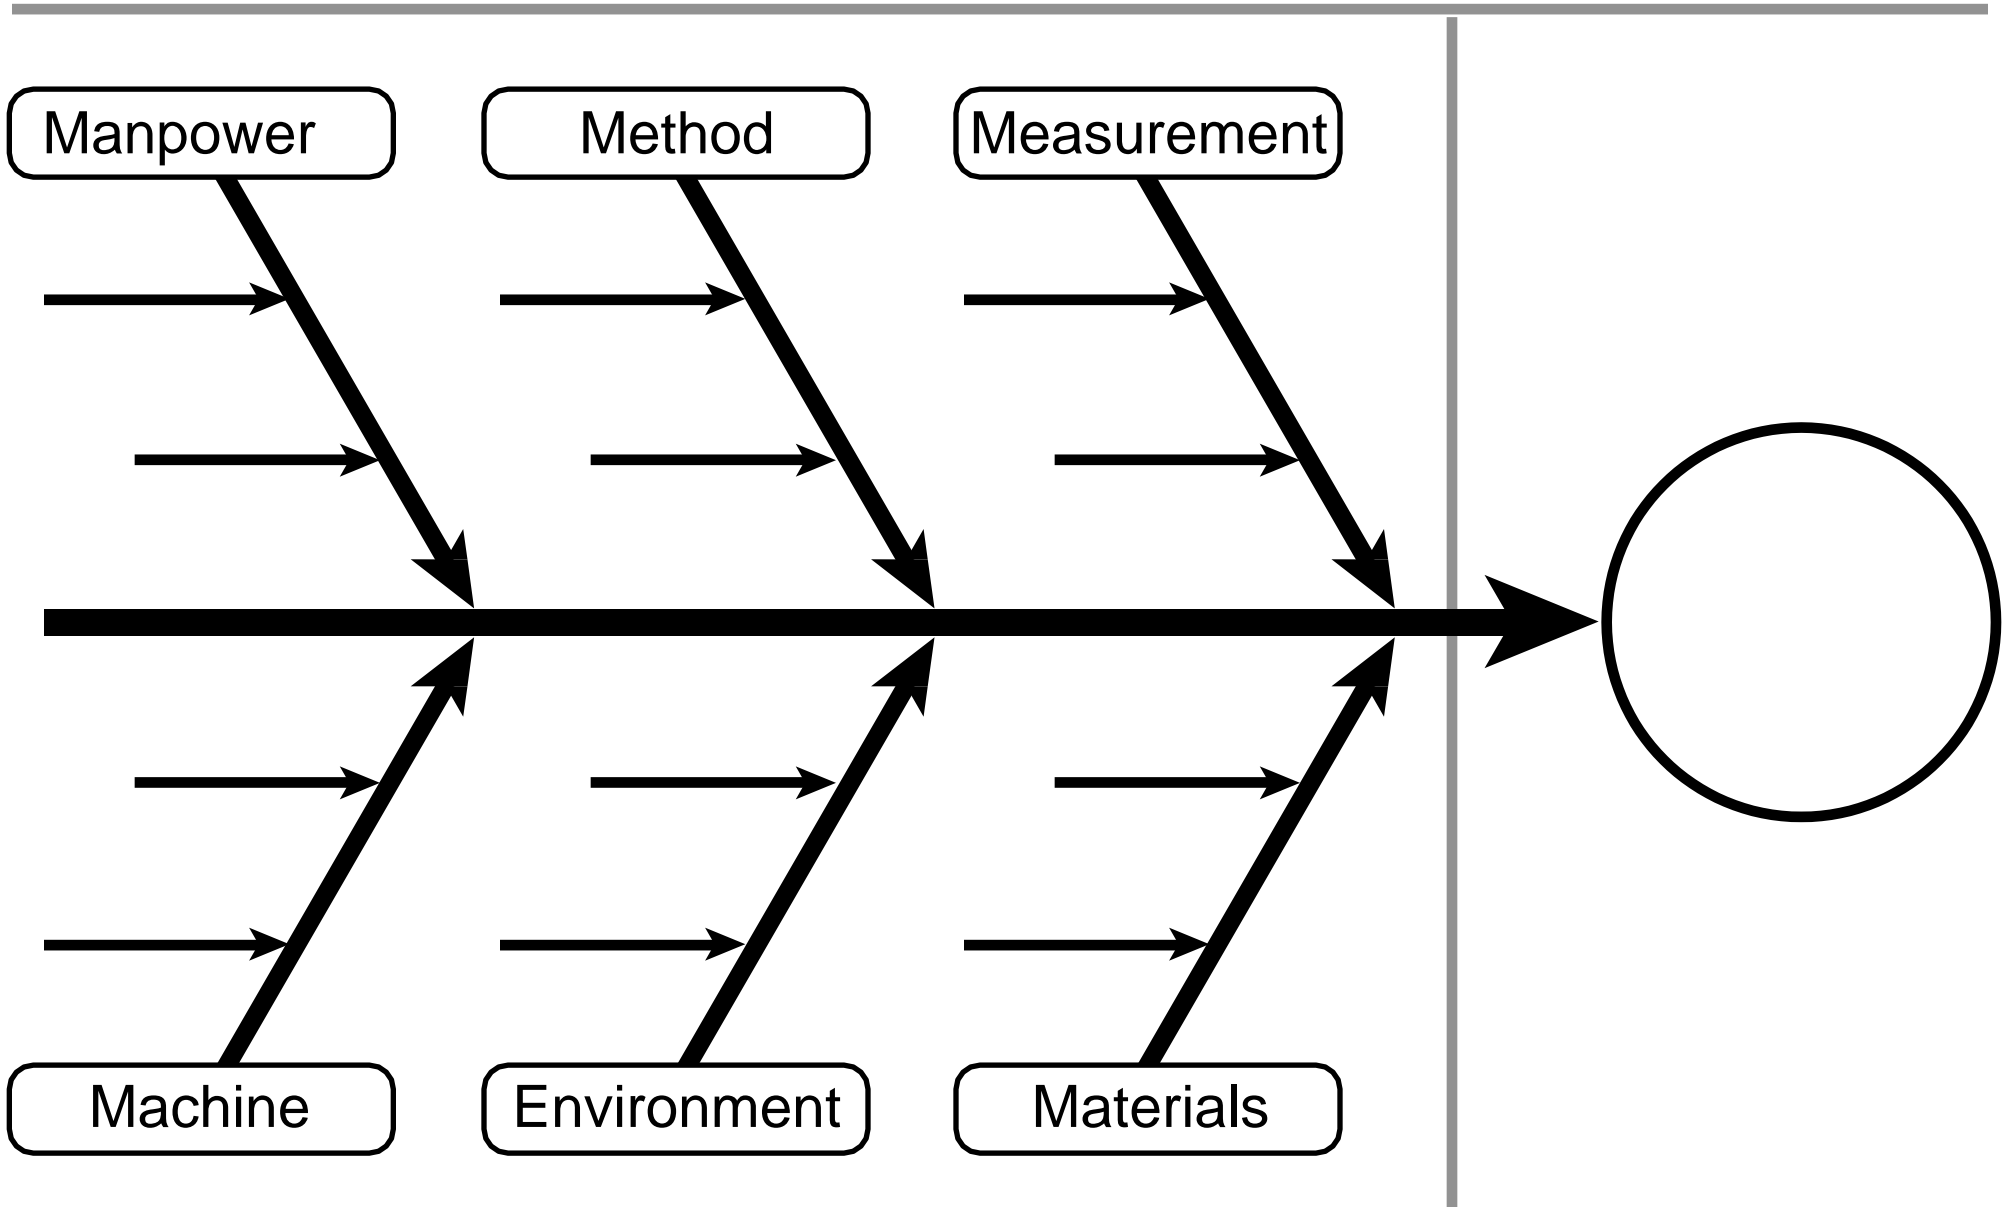 Manpower
Method
Measurement
Machine
Environment
Materials